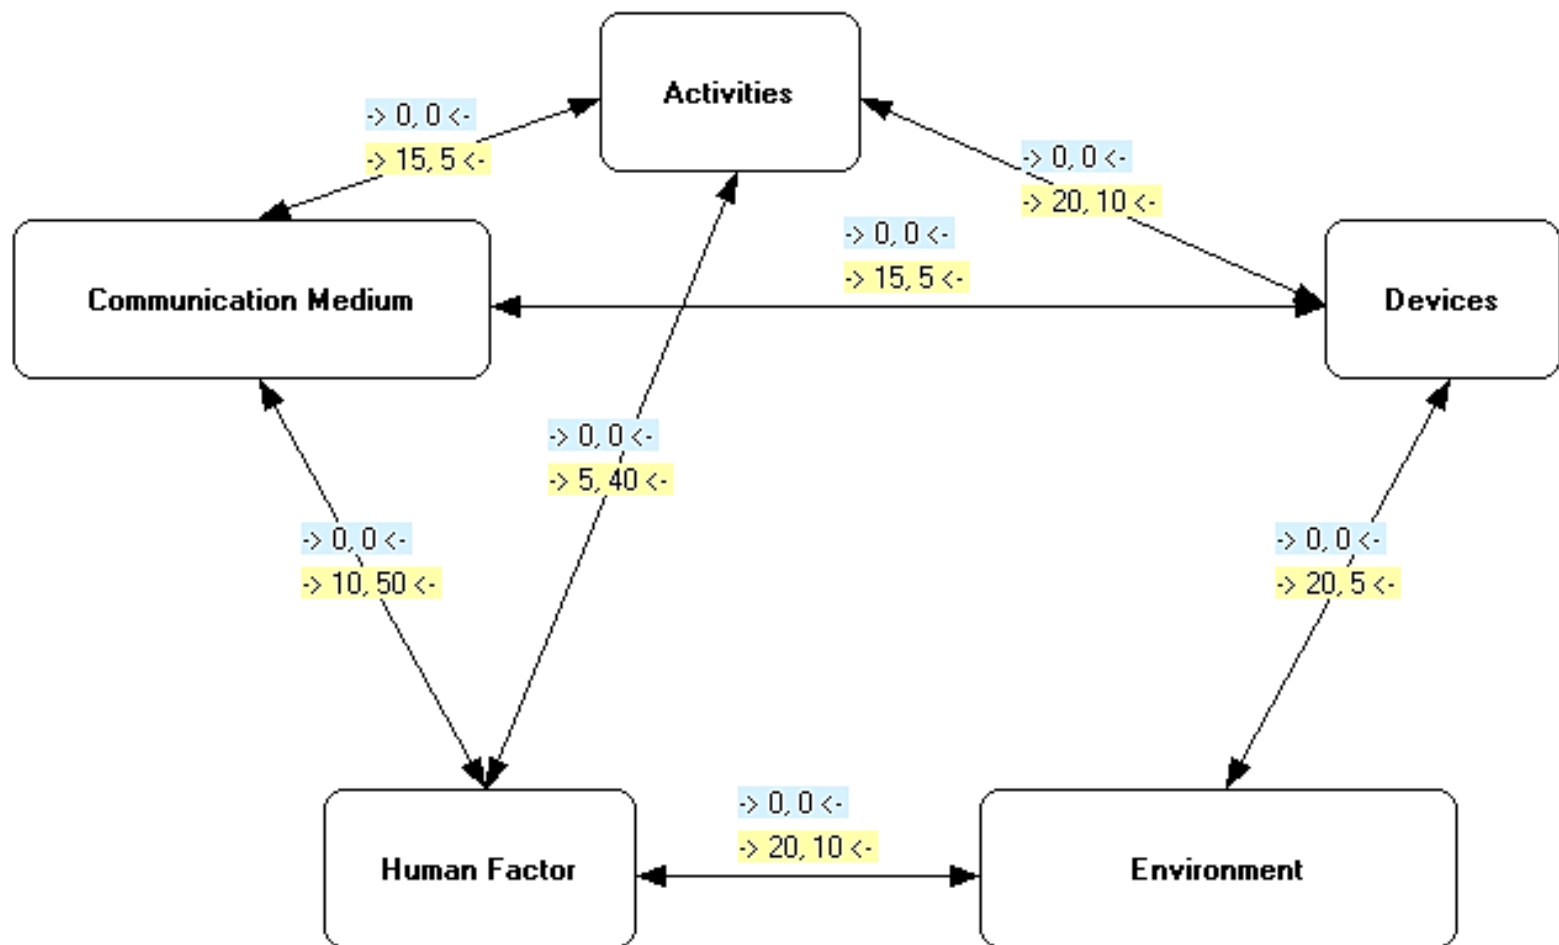 Activities
-> 0, 0 <-
-> 15, 5 <-
-> 0, 0 <-
-> 20, 10 <-
-> 0, 0 <-
-> 15, 5 <-
Communication Medium
Devices
-> 0, 0 <-
-> 5, 40 <-
-> 0, 0 <-
-> 10, 50 <-
-> 0, 0 <-
-> 20, 5 <-
-> 0, 0 <-
-> 20, 10 <-
Human Factor
Environment